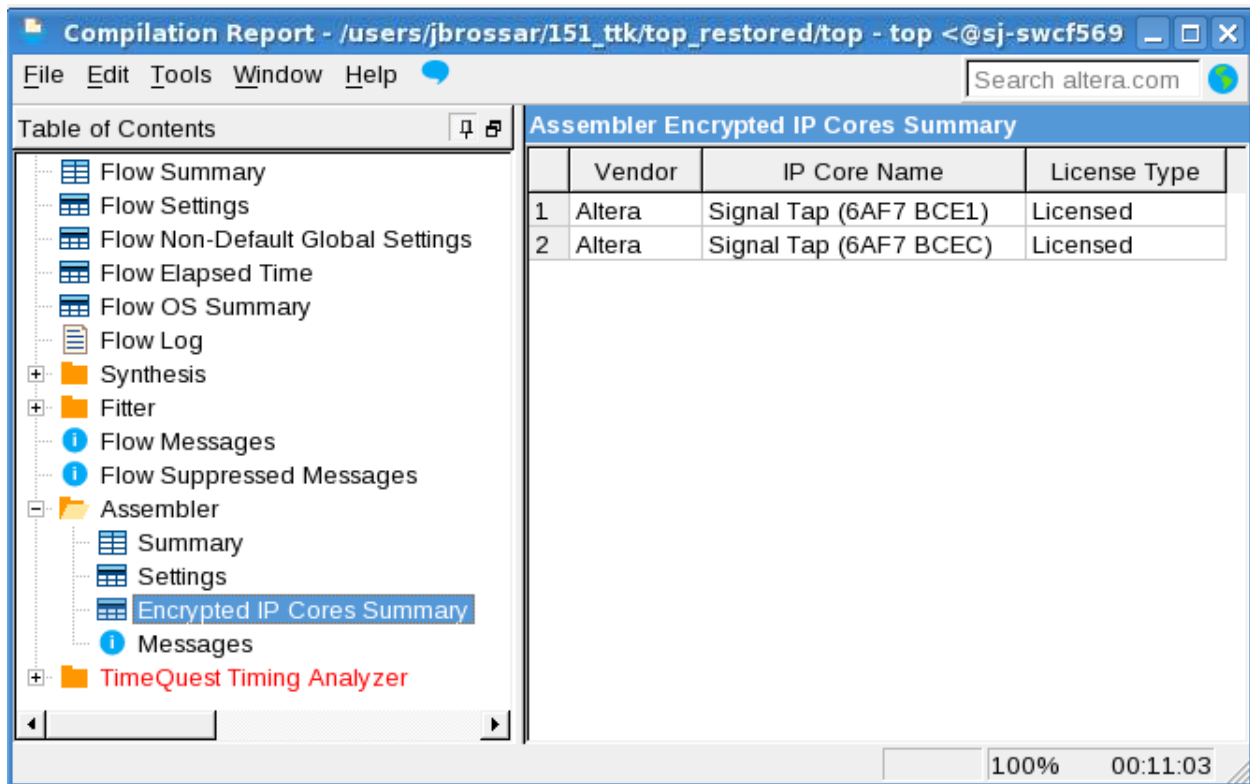 Compilation Report - /users/jbrossar/151_ttk/top_restored/top - top <@sj-swcf569
File Edit Tools Window Help
Search altera.com
Table of Contents
Flow Summary
Flow Settings
Flow Non-Default Global Settings
Flow Elapsed Time
Flow OS Summary
Flow Log
Synthesis
Fitter
Flow Messages
Flow Suppressed Messages
Assembler
Summary
Settings
Encrypted IP Cores Summary
Messages
TimeQuest Timing Analyzer
Assembler Encrypted IP Cores Summary
Vendor IP Core Name License Type
1 Altera Signal Tap (6AF7 BCE1) Licensed
2 Altera Signal Tap (6AF7 BCEC) Licensed
100% 00:11:03